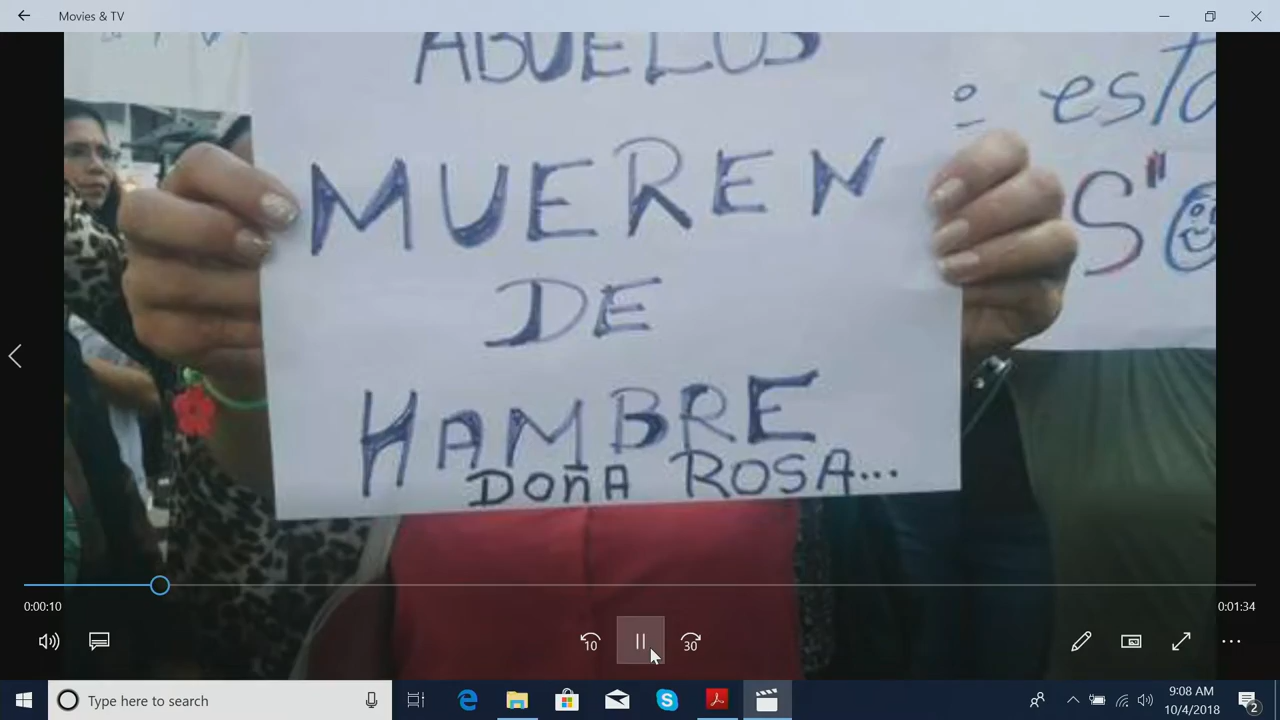 Movies & TV
ABUELOS
MUEREN
DE
HAMBRE
DOÑA ROSA...
está
S"
0:00:10
0:01:34
10
30
Type here to search
9:08 AM
10/4/2018
2